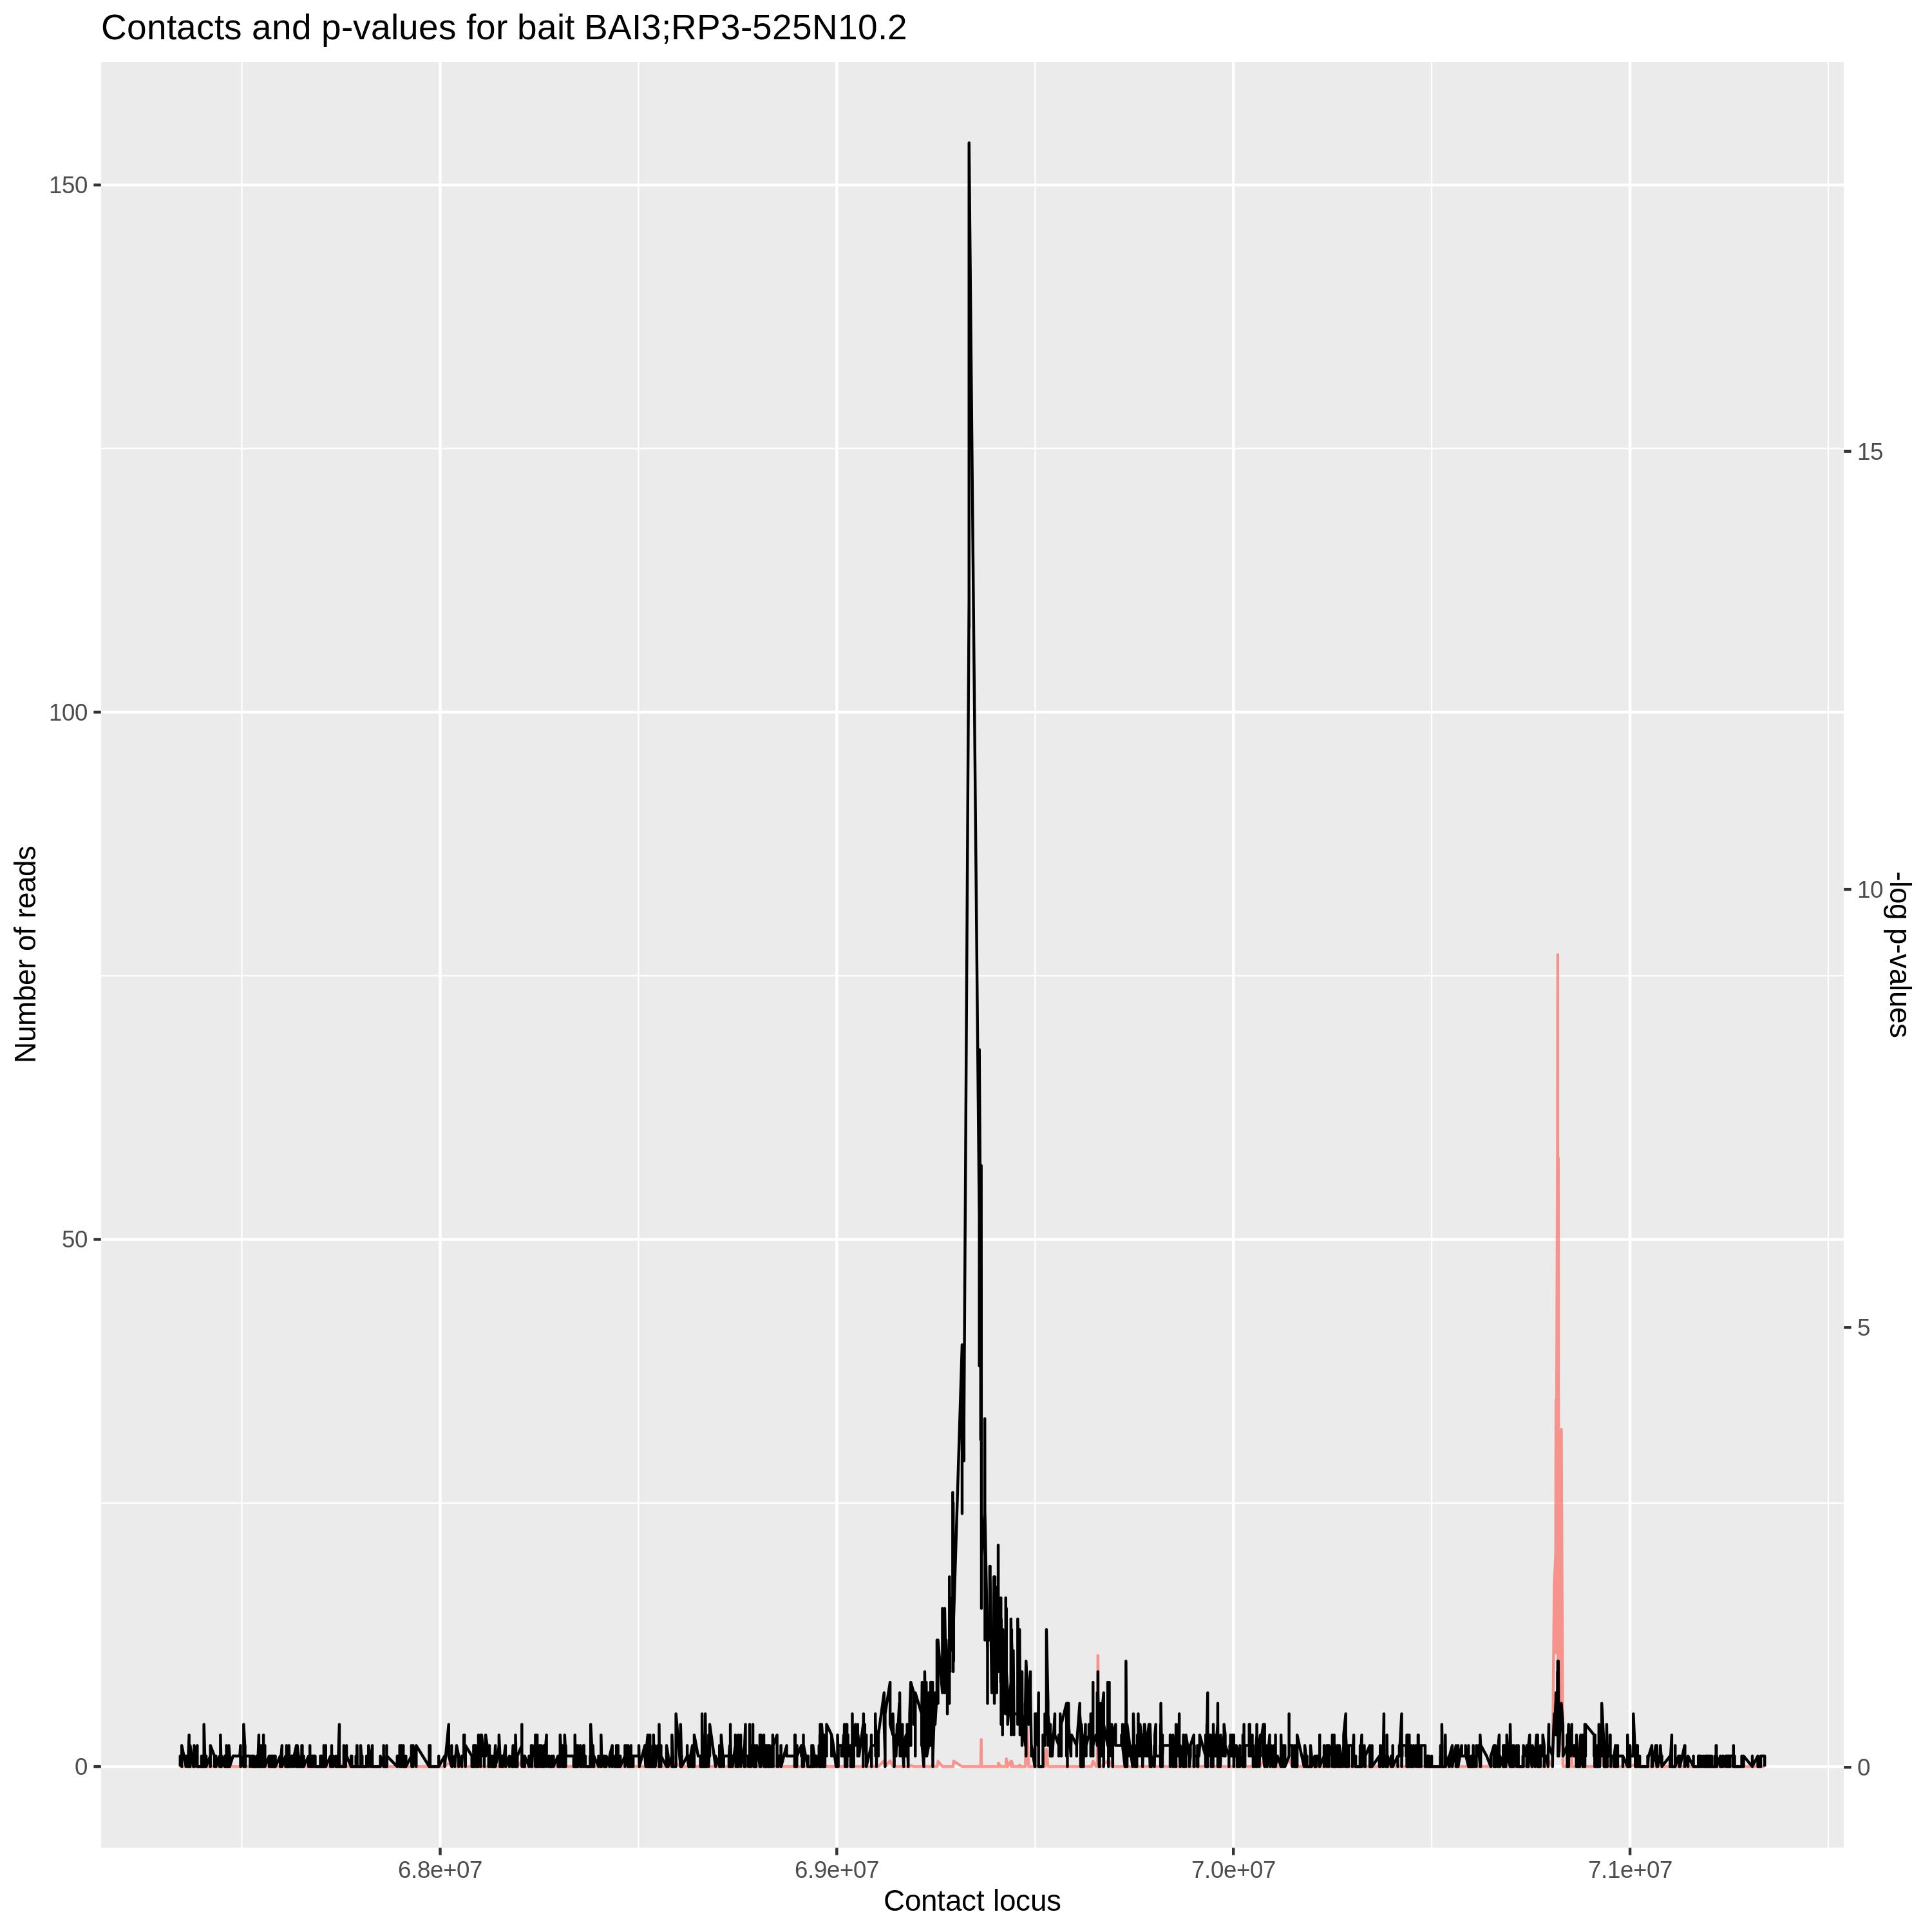 Contacts and p-values for bait BAI3;RP3-525N10.2
150
100
50
0
Number of reads
15
10
5
0
-log p-values
6.8e+07
6.9e+07
7.0e+07
7.1e+07
Contact locus